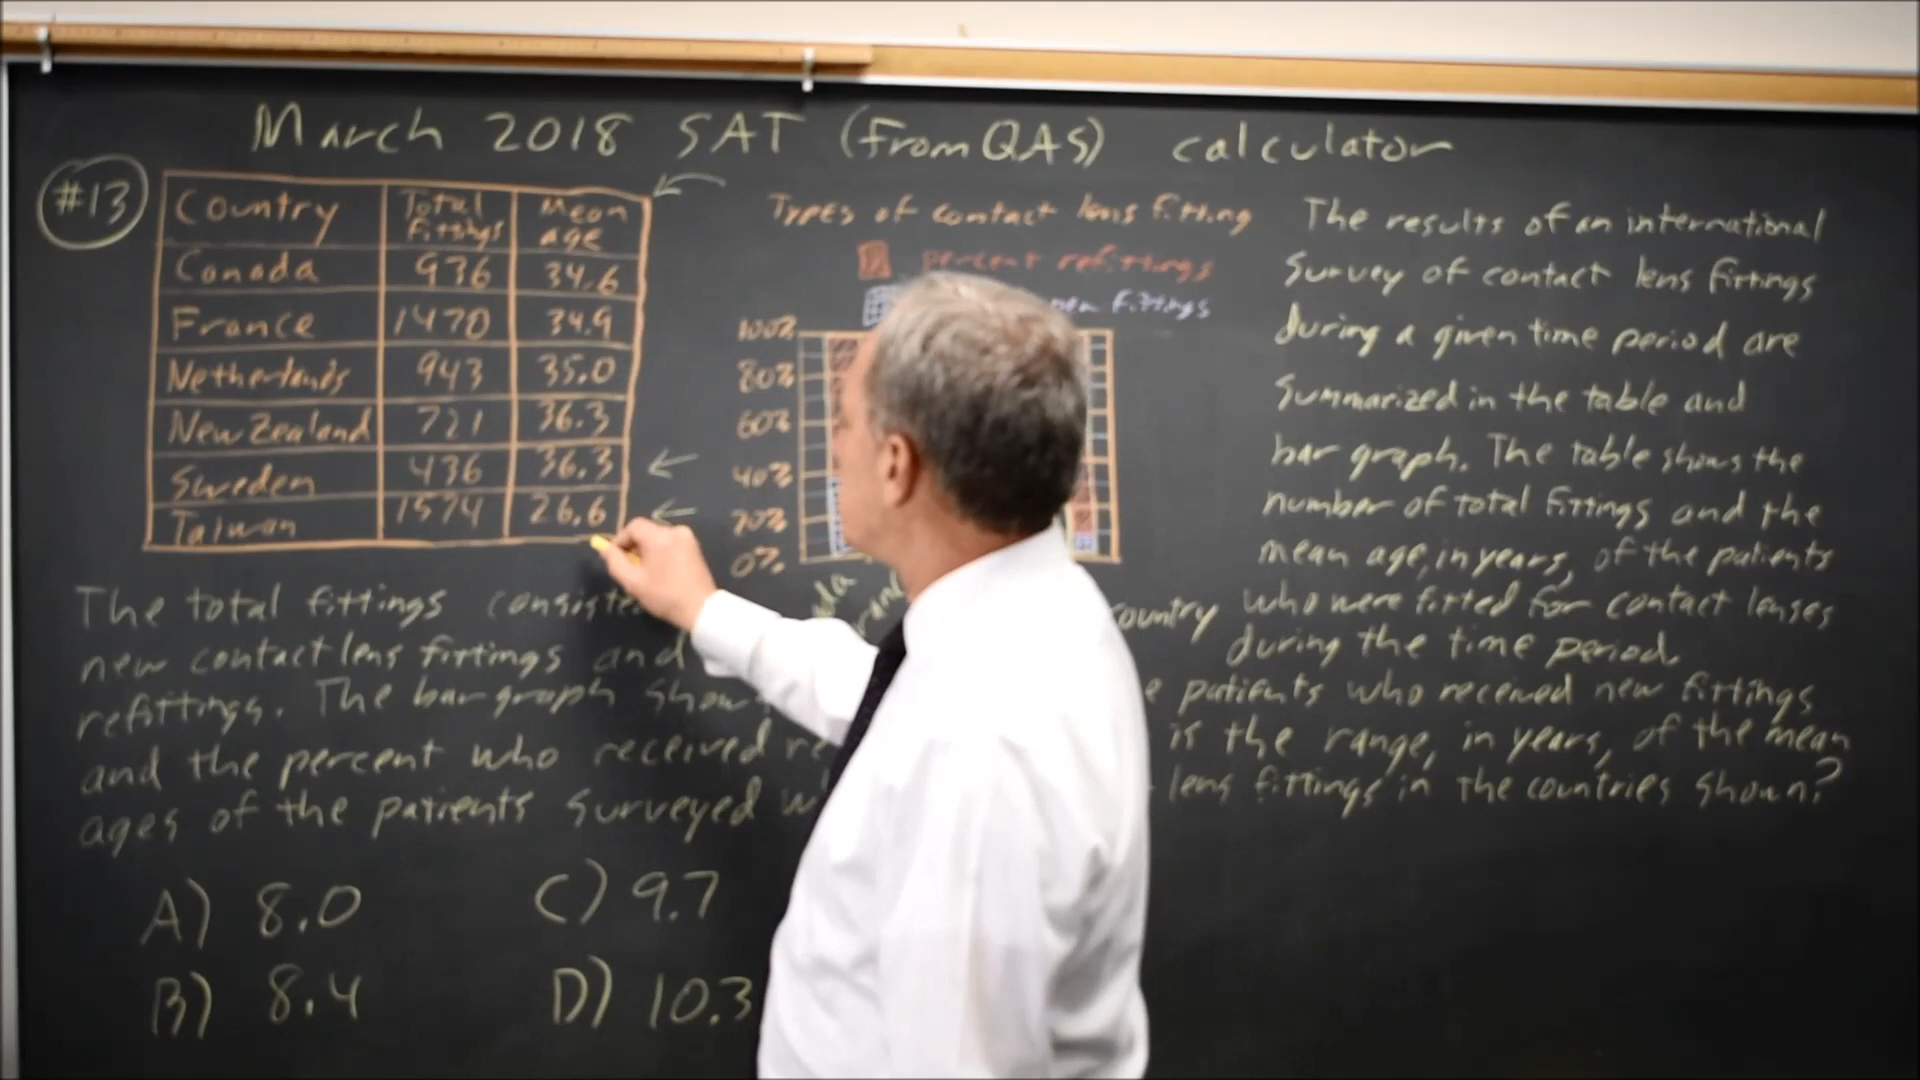 March 2018 SAT (from QAS) calculator
#13
Country Total Fittings Mean age
Canada 936 34.6
France 1470 34.9
Netherlands 943 35.0
New Zealand 721 36.3
Sweden 436 36.3
Taiwan 1574 26.6
Types of contact lens fitting
percent refittings
new fittings
100%
80%
60%
40%
20%
0%
country
The results of an international
survey of contact lens fittings
during a given time period are
summarized in the table and
bar graph. The table shows the
number of total fittings and the
mean age, in years, of the patients
who were fitted for contact lenses
during the time period.
The total fittings
new contact lens fittings and
refittings. The bar graph patients who received new fittings
and the percent who received is the range, in years, of the mean
ages of the patients surveyed lens fittings in the countries shown?
A) 8.0
B) 8.4
C) 9.7
D) 10.3